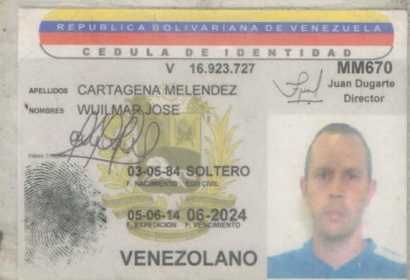 REPUBLICA BOLIVARIANA DE VENEZUELA
CEDULA DE IDENTIDAD
V 16.923.727
MM670
Juan Dugarte
Director
APELLIDOS CARTAGENA MELENDEZ
NOMBRES WUILMAR JOSE
03-05-84 SOLTERO
F. NACIMIENTO EDO CIVIL
05-06-14 06-2024
F. EXPEDICION F. VENCIMIENTO
VENEZOLANO